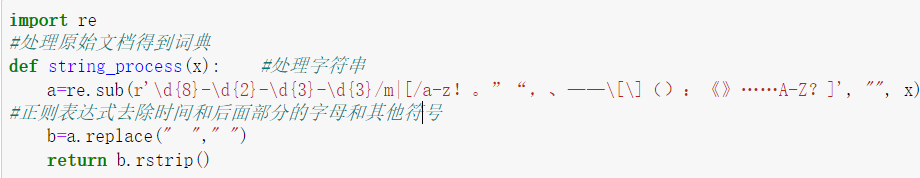 import re
#处理原始文档得到词典
def string_process(x):    #处理字符串
    a=re.sub(r'\d{8}-\d{2}-\d{3}-\d{3}/m|[/a-z！。”“，、——\[\]（）：《》……A-Z？]', "", x)
#正则表达式去除时间和后面部分的字母和其他符号
    b=a.replace("  "," ")
    return b.rstrip()